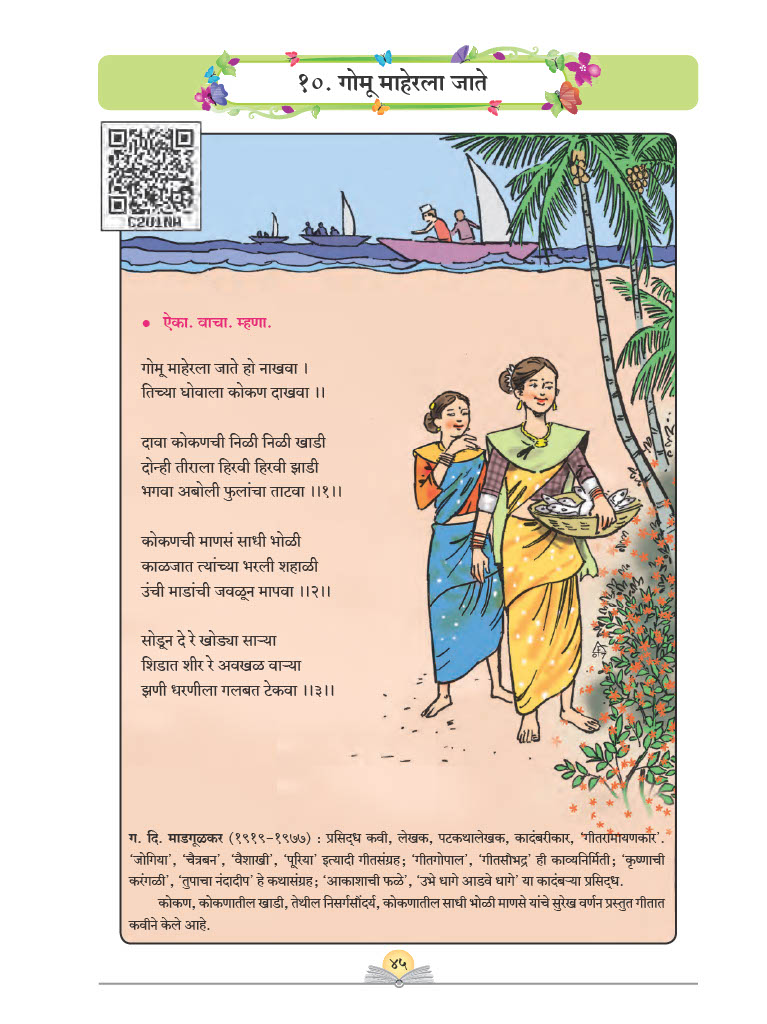 १०. गोमू माहेरला जाते
C2U1NA
● ऐका. वाचा. म्हणा.
गोमू माहेरला जाते हो नाखवा ।
तिच्या घोवाला कोकण दाखवा ।।
दावा कोकणची निळी निळी खाडी
दोन्ही तीराला हिरवी हिरवी झाडी
भगवा अबोली फुलांचा ताटवा ।।१।।
कोकणची माणसं साधी भोळी
काळजात त्यांच्या भरली शहाळी
उंची माडांची जवळून मापवा ।।२।।
सोडून दे रे खोड्या साऱ्या
शिडात शीर रे अवखळ वाऱ्या
झणी धरणीला गलबत टेकवा ।।३।।
ग. दि. माडगूळकर (१९१९-१९७७) : प्रसिद्ध कवी, लेखक, पटकथालेखक, कादंबरीकार, ‘गीतरामायणकार’.
‘जोगिया’, ‘चैत्रबन’, ‘वैशाखी’, ‘पूरिया’ इत्यादी गीतसंग्रह; ‘गीतगोपाल’, ‘गीतसौभद्र’ ही काव्यनिर्मिती; ‘कृष्णाची
करंगळी’, ‘तुपाचा नंदादीप’ हे कथासंग्रह; ‘आकाशाची फळे’, ‘उभे धागे आडवे धागे’ या कादंबऱ्या प्रसिद्ध.
कोकण, कोकणातील खाडी, तेथील निसर्गसौंदर्य, कोकणातील साधी भोळी माणसे यांचे सुरेख वर्णन प्रस्तुत गीतात
कवीने केले आहे.
४५